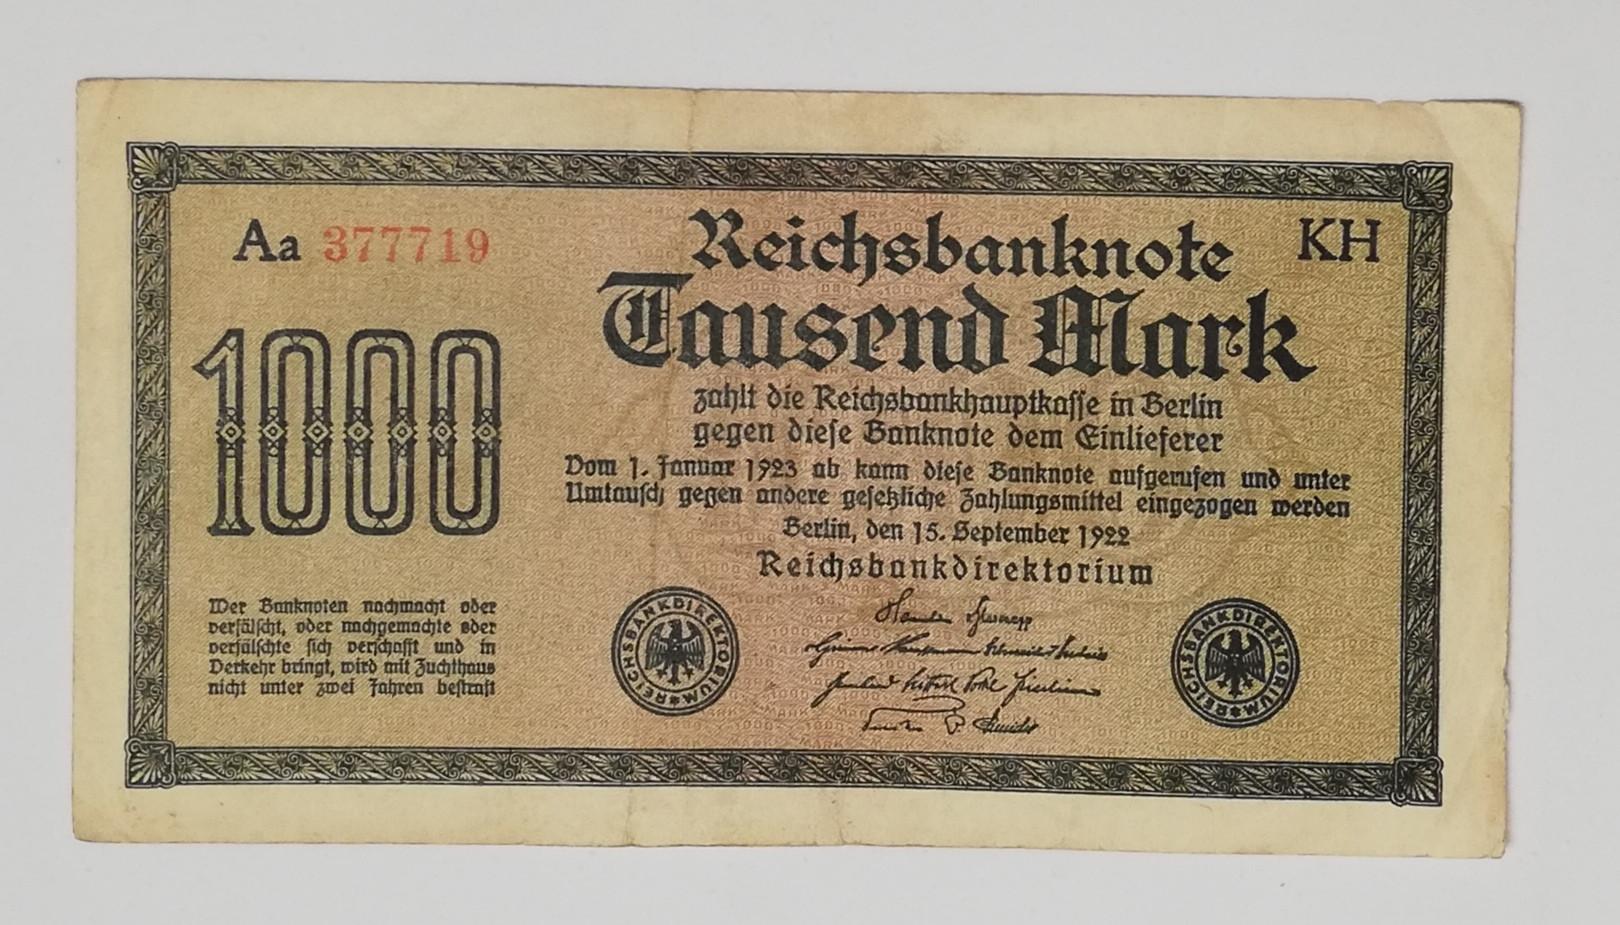 Aa 377719
KH
Reichsbanknote
Tausend Mark
1000
zahlt die Reichsbankhauptkasse in Berlin
gegen diese Banknote dem Einlieferer
Vom 1. Januar 1923 ab kann diese Banknote aufgerufen und unter
Umtausch gegen andere gesetzliche Zahlungsmittel eingezogen werden
Berlin, den 15. September 1922
Reichsbankdirektorium
Wer Banknoten nachmacht oder
verfälscht, oder nachgemachte oder
verfälschte sich verschafft und in
Verkehr bringt, wird mit Zuchthaus
nicht unter zwei Jahren bestraft
REICHSBANKDIREKTORIUM
REICHSBANKDIREKTORIUM